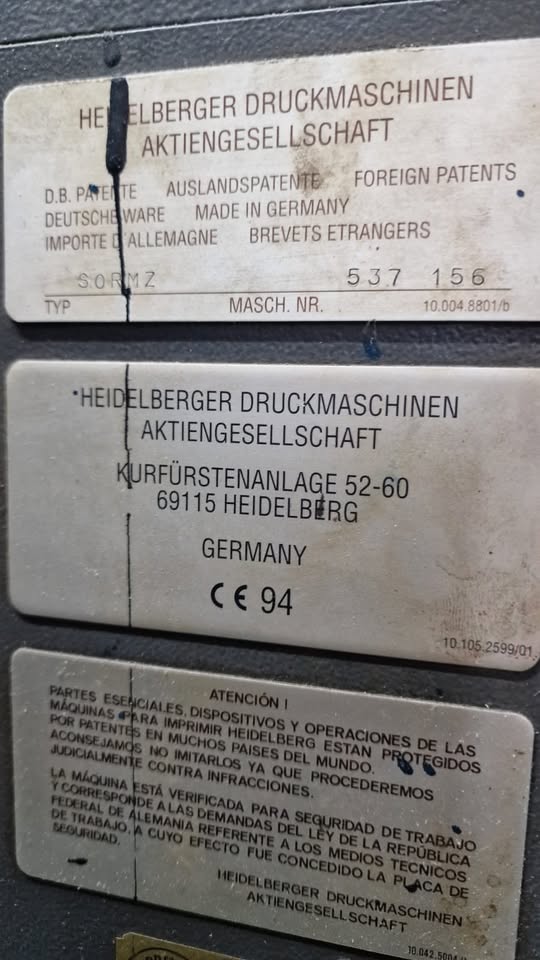 HEIDELBERGER DRUCKMASCHINEN
AKTIENGESELLSCHAFT
D.B. PATENTE AUSLANDSPATENTE FOREIGN PATENTS
DEUTSCHE WARE MADE IN GERMANY
IMPORTE D'ALLEMAGNE BREVETS ETRANGERS
SORMZ 537 156
TYP MASCH. NR. 10.004.8801/b
HEIDELBERGER DRUCKMASCHINEN
AKTIENGESELLSCHAFT
KURFÜRSTENANLAGE 52-60
69115 HEIDELBERG
GERMANY
CE 94
10.105.2599/01
ATENCIÓN !
PARTES ESENCIALES, DISPOSITIVOS Y OPERACIONES DE LAS
MÁQUINAS PARA IMPRIMIR HEIDELBERG ESTAN PROTEGIDOS
POR PATENTES EN MUCHOS PAISES DEL MUNDO.
ACONSEJAMOS NO IMITARLOS YA QUE PROCEDEREMOS
JUDICIALMENTE CONTRA INFRACCIONES.
LA MÁQUINA ESTÁ VERIFICADA PARA SEGURIDAD DE TRABAJO
Y CORRESPONDE A LAS DEMANDAS DEL LEY DE LA REPÚBLICA
FEDERAL DE ALEMANIA REFERENTE A LOS MEDIOS TECNICOS
DE TRABAJO, A CUYO EFECTO FUE CONCEDIDO LA PLACA DE
SEGURIDAD.
HEIDELBERGER DRUCKMASCHINEN
AKTIENGESELLSCHAFT